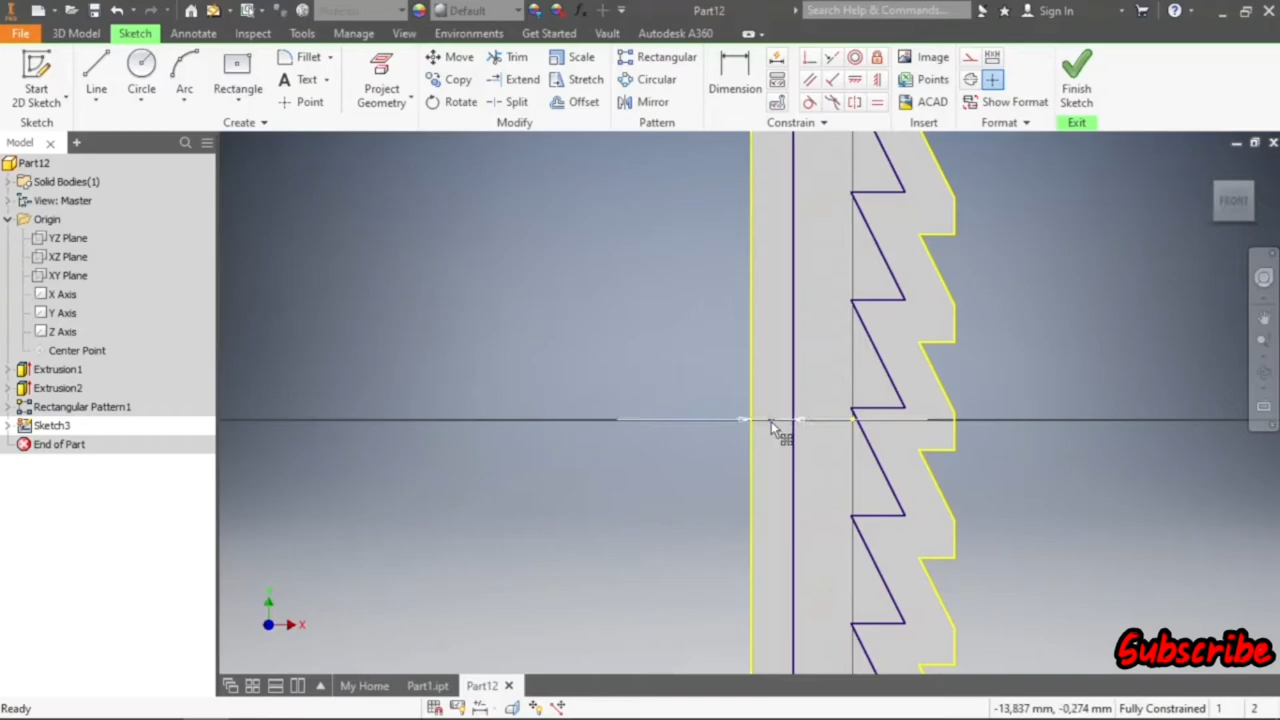 Default
Part12
Search Help & Commands...
Sign In
File
3D Model
Sketch
Annotate
Inspect
Tools
Manage
View
Environments
Get Started
Vault
Autodesk A360
Start
2D Sketch
Line
Circle
Arc
Rectangle
Fillet
Text
Point
Project
Geometry
Move
Copy
Rotate
Trim
Extend
Split
Scale
Stretch
Offset
Rectangular
Circular
Mirror
Dimension
Image
Points
ACAD
Show Format
Finish
Sketch
Sketch
Create
Modify
Pattern
Constrain
Insert
Format
Exit
Model
Part12
Solid Bodies(1)
View: Master
Origin
YZ Plane
XZ Plane
XY Plane
X Axis
Y Axis
Z Axis
Center Point
Extrusion1
Extrusion2
Rectangular Pattern1
Sketch3
End of Part
FRONT
X
Subscribe
My Home
Part1.ipt
Part12
Ready
-13,837 mm, -0,274 mm
Fully Constrained
1
2